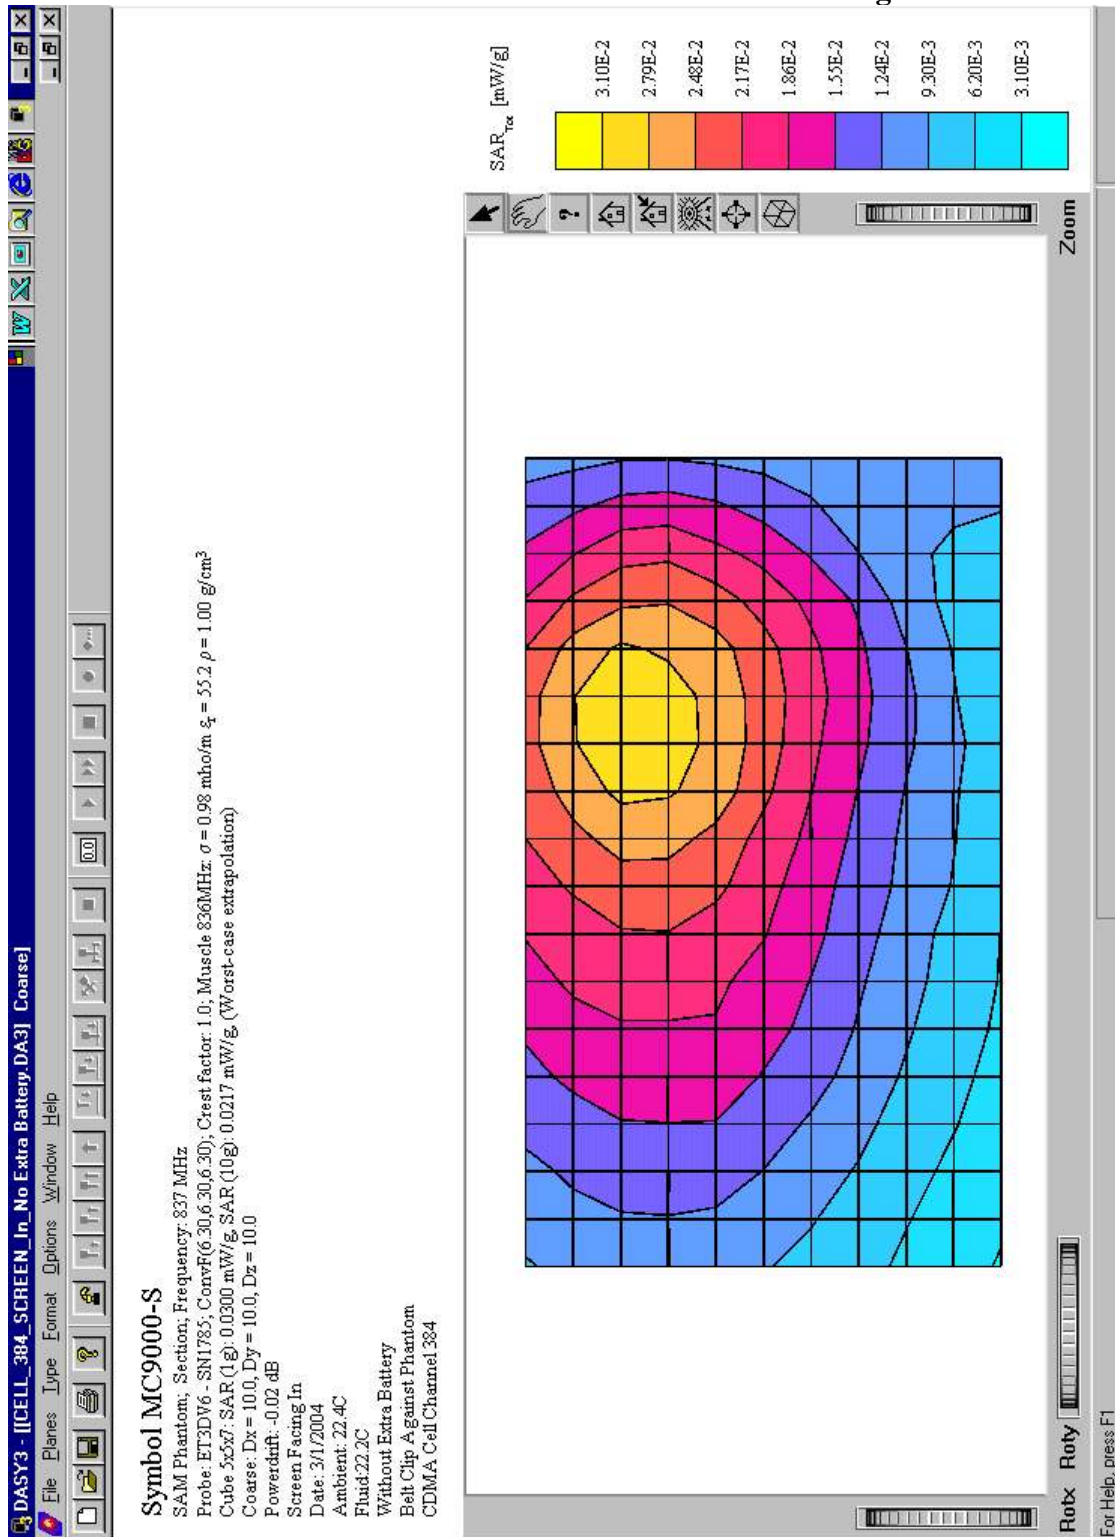 g
DASY3 - [[CELL_384_SCREEN_In_No Extra Battery.DA3] Coarse]
File Planes Type Format Options Window Help
0.0
Symbol MC9000-S
SAM Phantom; Section; Frequency: 837 MHz
Probe: ET3DV6 - SN1785; ConvF(6.30,6.30,6.30); Crest factor: 1.0; Muscle 836MHz: σ = 0.98 mho/m εr = 55.2 ρ = 1.00 g/cm³
Cube 5x5x7: SAR (1g): 0.0300 mW/g, SAR (10g): 0.0217 mW/g, (Worst-case extrapolation)
Coarse: Dx = 10.0, Dy = 10.0, Dz = 10.0
Powerdrift: -0.02 dB
Screen Facing In
Date: 3/1/2004
Ambient: 22.4C
Fluid:22.2C
Without Extra Battery
Belt Clip Against Phantom
CDMA Cell Channel 384
SAR Tot [mW/g]
3.10E-2
2.79E-2
2.48E-2
2.17E-2
1.86E-2
1.55E-2
1.24E-2
9.30E-3
6.20E-3
3.10E-3
Rotx Roty Zoom
For Help, press F1